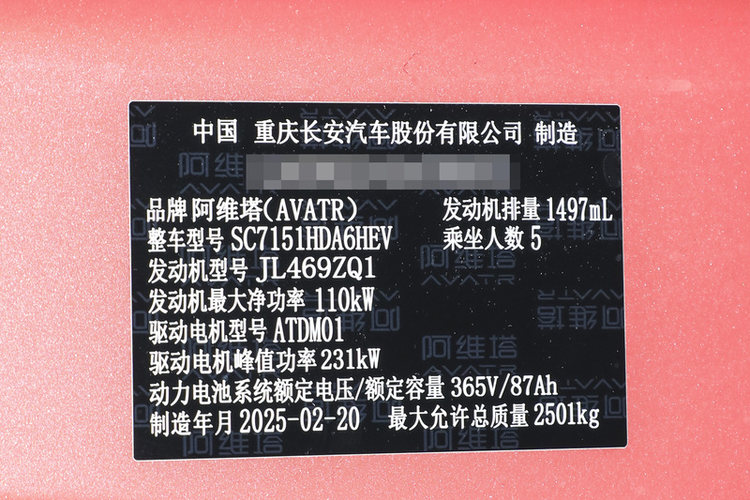 中国 重庆长安汽车股份有限公司 制造
品牌 阿维塔(AVATR) 发动机排量 1497mL
整车型号 SC7151HDA6HEV 乘坐人数 5
发动机型号 JL469ZQ1
发动机最大净功率 110kW
驱动电机型号 ATDM01
驱动电机峰值功率 231kW
动力电池系统额定电压/额定容量 365V/87Ah
制造年月 2025-02-20 最大允许总质量 2501kg